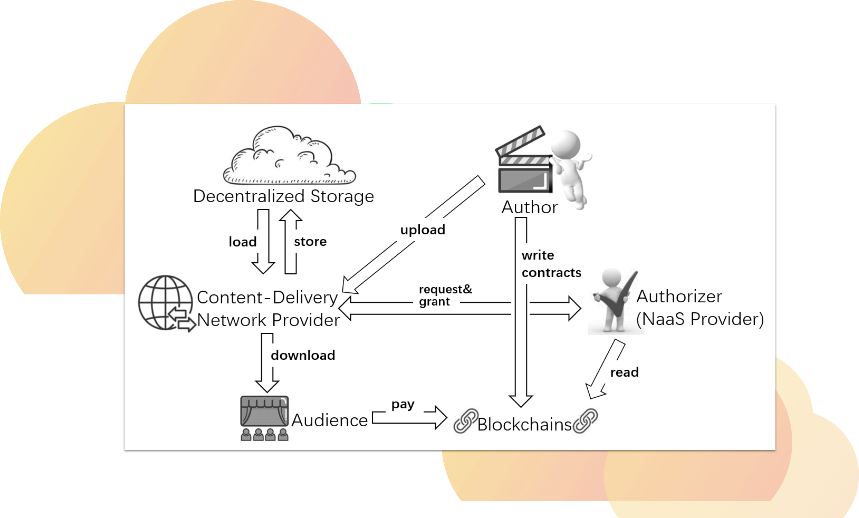 Decentralized Storage
Author
load
store
upload
write
contracts
Content-Delivery
Network Provider
request&
grant
Authorizer
(NaaS Provider)
download
read
Audience
pay
Blockchains